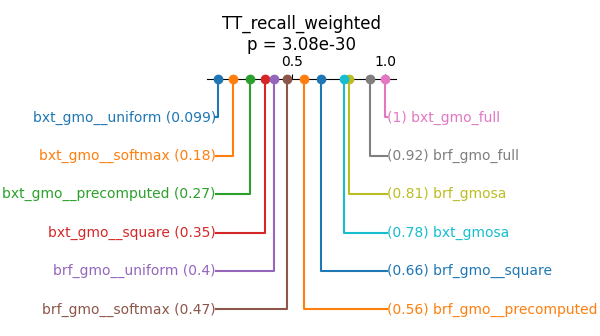 TT_recall_weighted
p = 3.08e-30
0.5 1.0
bxt_gmo__uniform (0.099)
(1) bxt_gmo_full
bxt_gmo__softmax (0.18)
(0.92) brf_gmo_full
bxt_gmo__precomputed (0.27)
(0.81) brf_gmosa
bxt_gmo__square (0.35)
(0.78) bxt_gmosa
brf_gmo__uniform (0.4)
(0.66) brf_gmo__square
brf_gmo__softmax (0.47)
(0.56) brf_gmo__precomputed